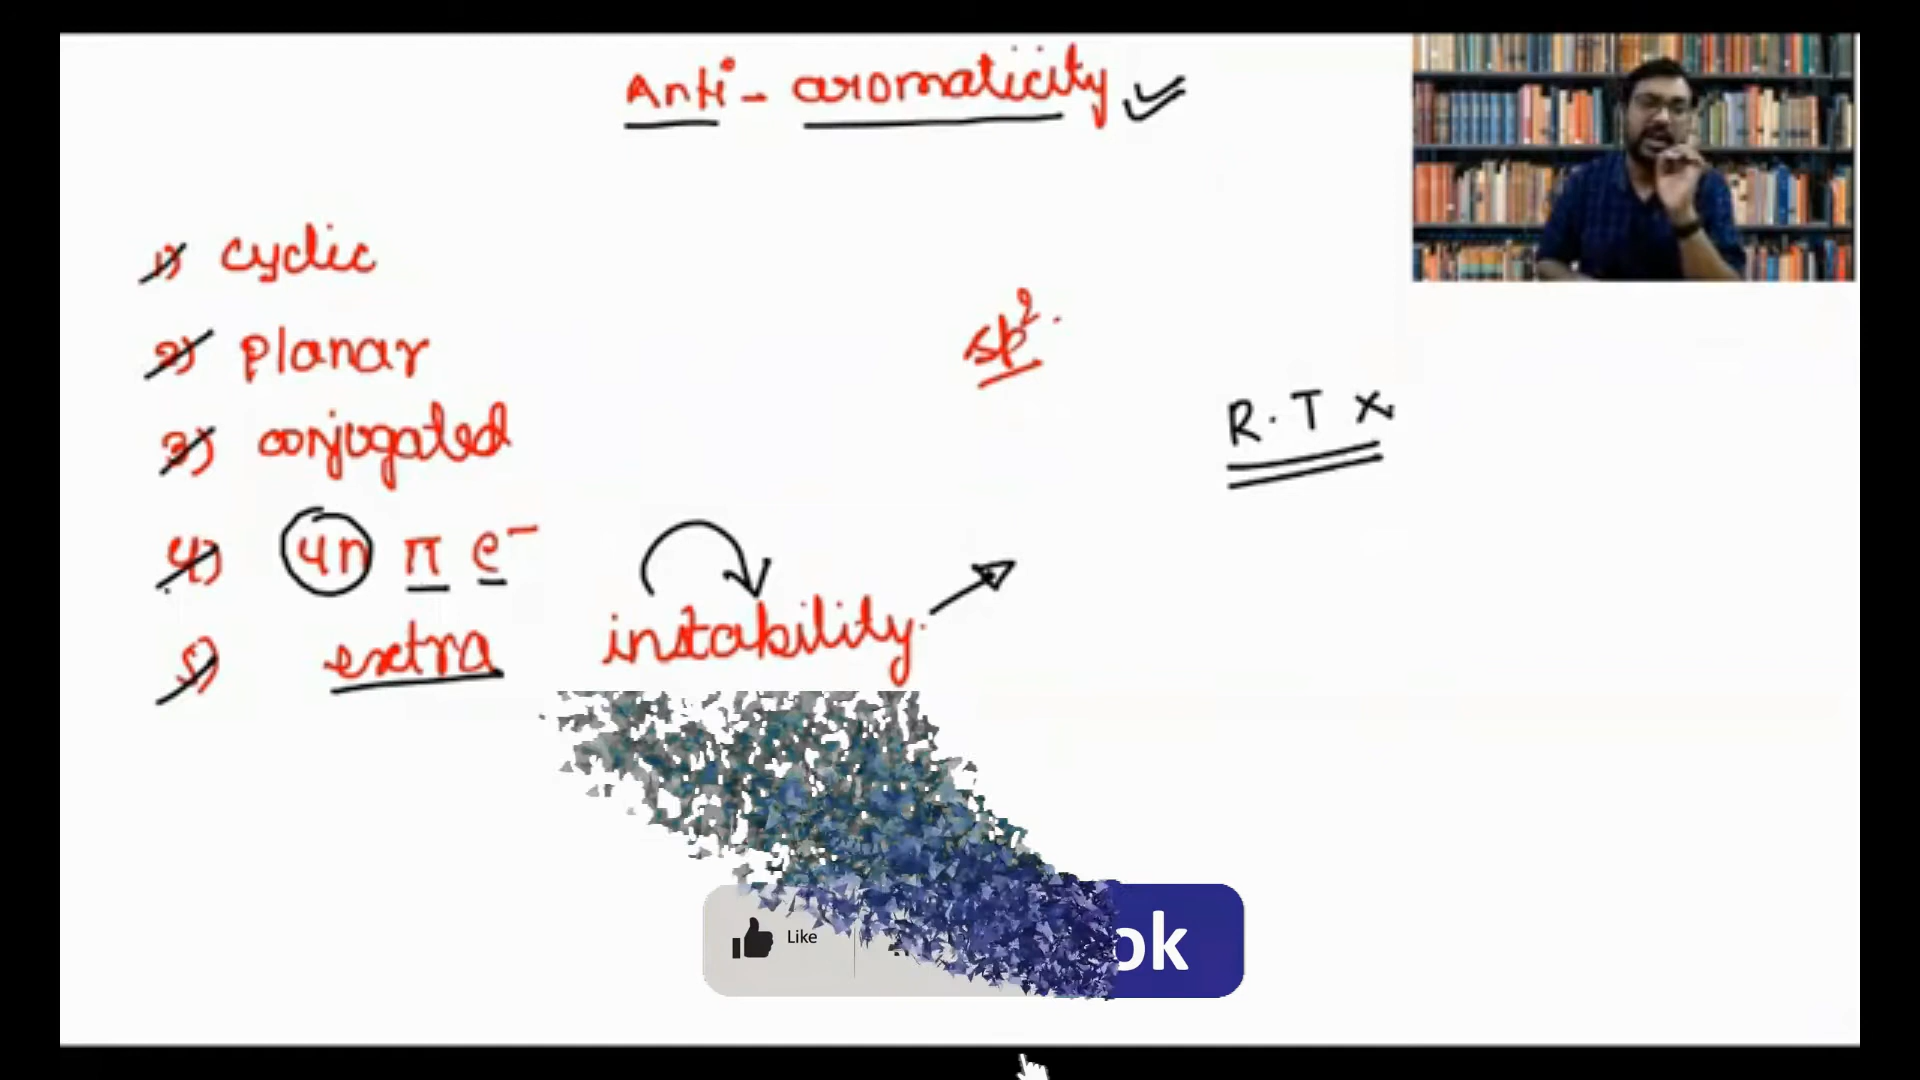 Anti - aromaticity
1) cyclic
2) planar
sp².
3) conjugated
R.T ×
4) 4n π e⁻
5) extra instability.
Like
ok